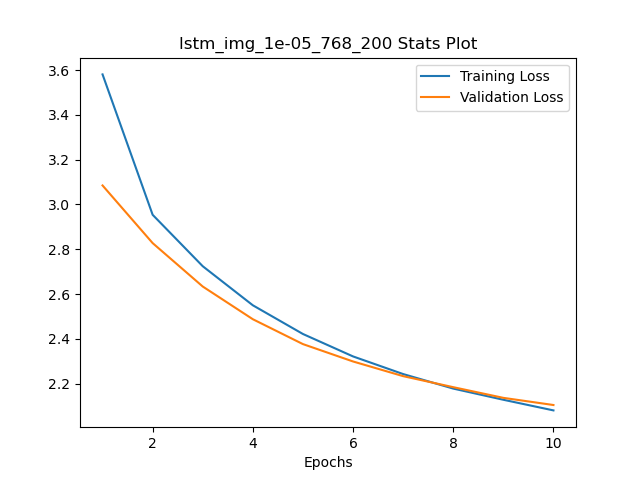 lstm_img_1e-05_768_200 Stats Plot
Training Loss
Validation Loss
3.6
3.4
3.2
3.0
2.8
2.6
2.4
2.2
2 4 6 8 10
Epochs